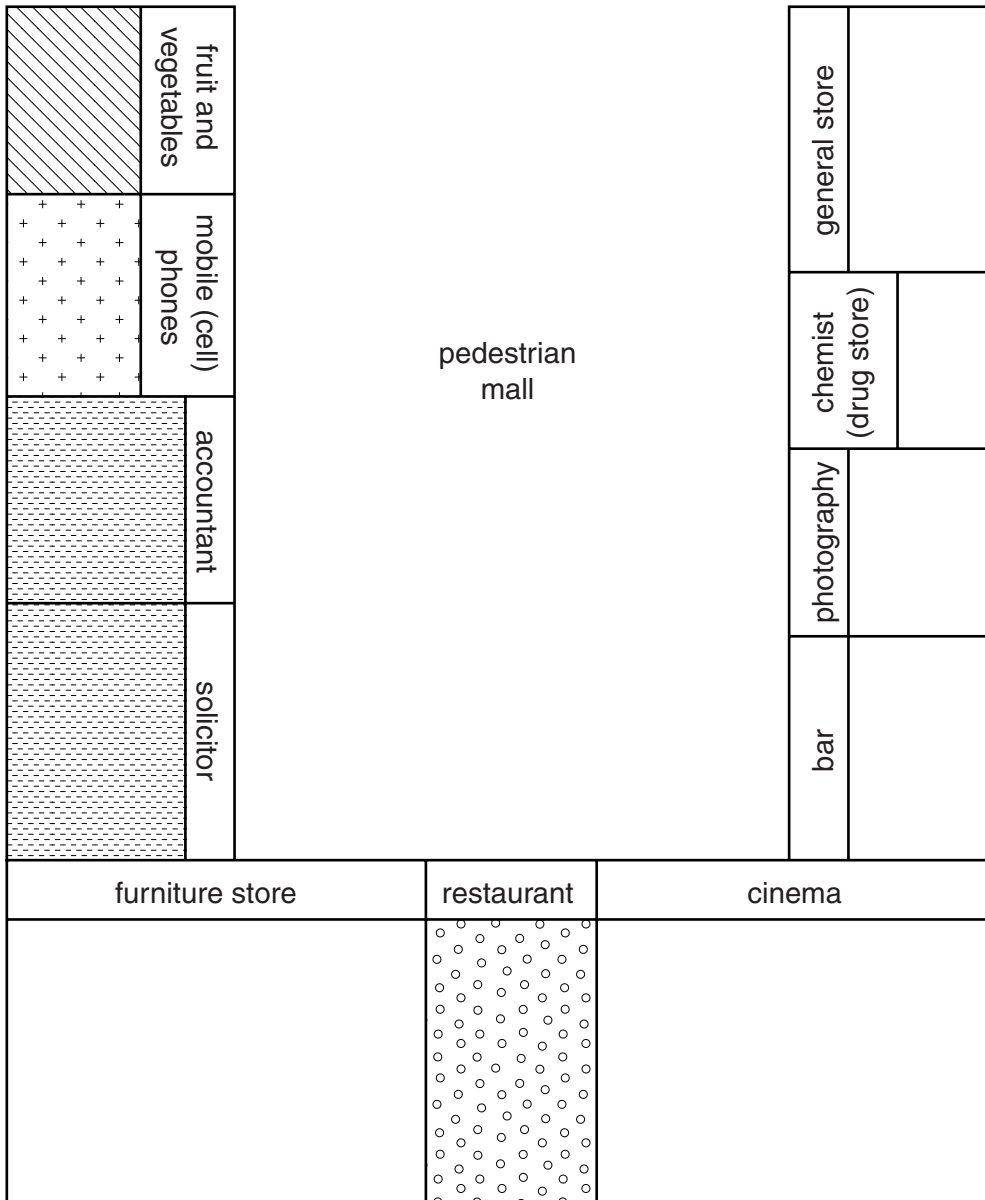 fruit and
vegetables
mobile (cell)
phones
accountant
solicitor
pedestrian
mall
general store
chemist
(drug store)
photography
bar
furniture store
restaurant
cinema